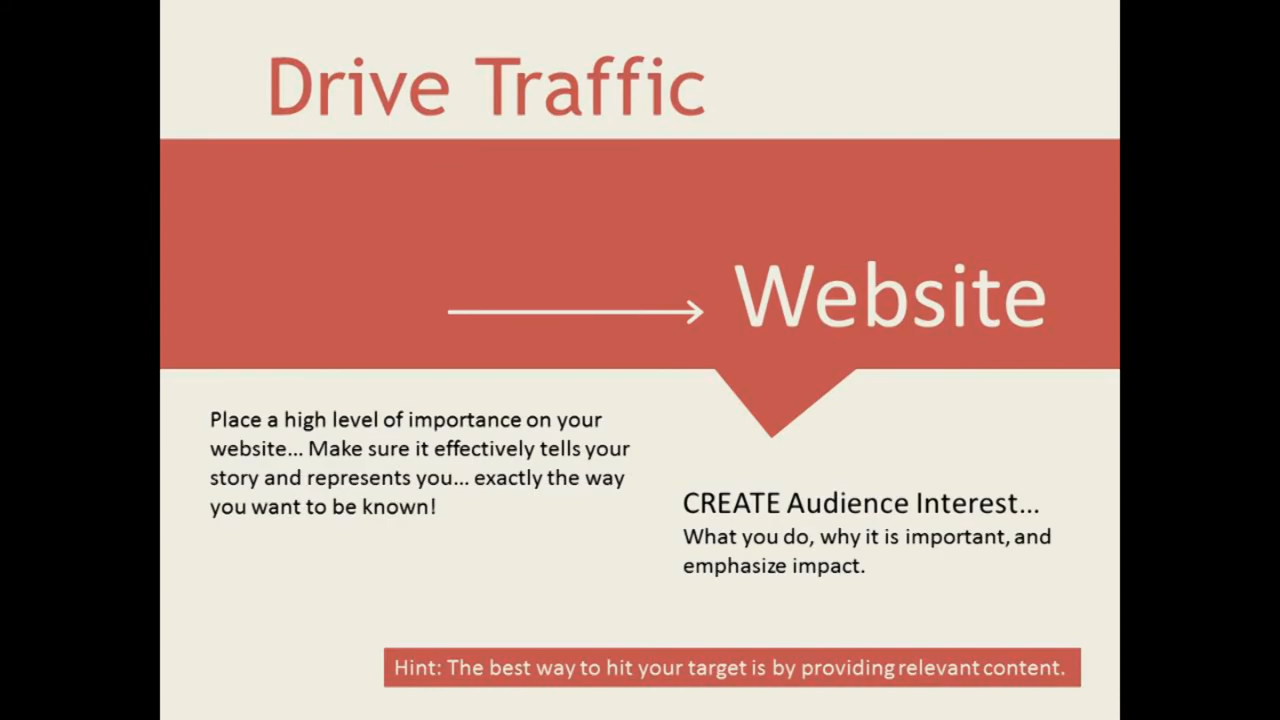 Drive Traffic
Website
Place a high level of importance on your
website... Make sure it effectively tells your
story and represents you... exactly the way
you want to be known!
CREATE Audience Interest...
What you do, why it is important, and
emphasize impact.
Hint: The best way to hit your target is by providing relevant content.